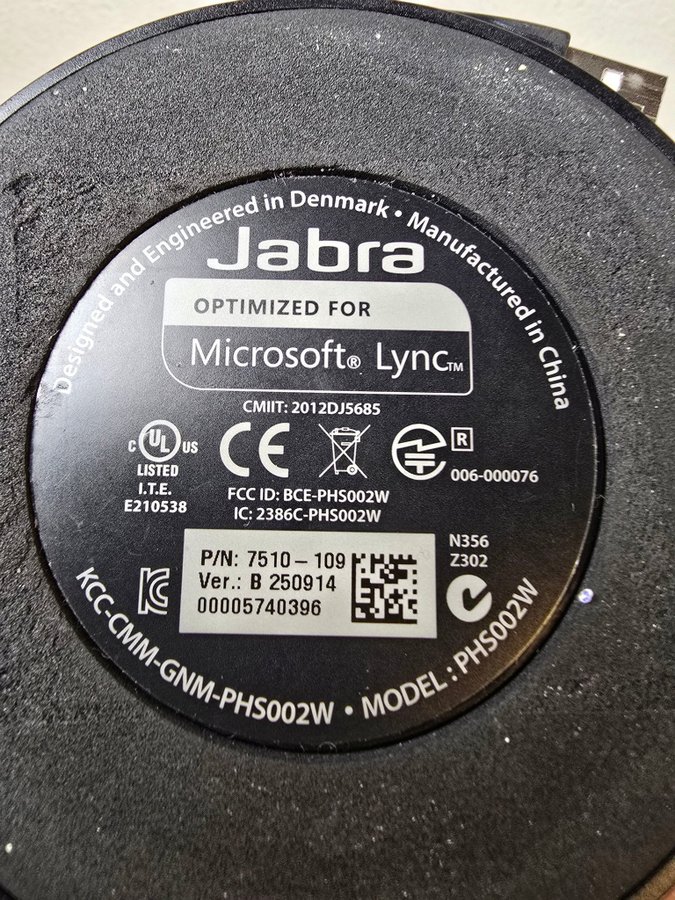 Designed and Engineered in Denmark • Manufactured in China
Jabra
OPTIMIZED FOR
Microsoft® Lync™
CMIIT: 2012DJ5685
C UL US
LISTED
I.T.E.
E210538
CE
R
006-000076
FCC ID: BCE-PHS002W
IC: 2386C-PHS002W
P/N: 7510-109
Ver.: B 250914
00005740396
N356
Z302
KCC-CMM-GNM-PHS002W • MODEL : PHS002W